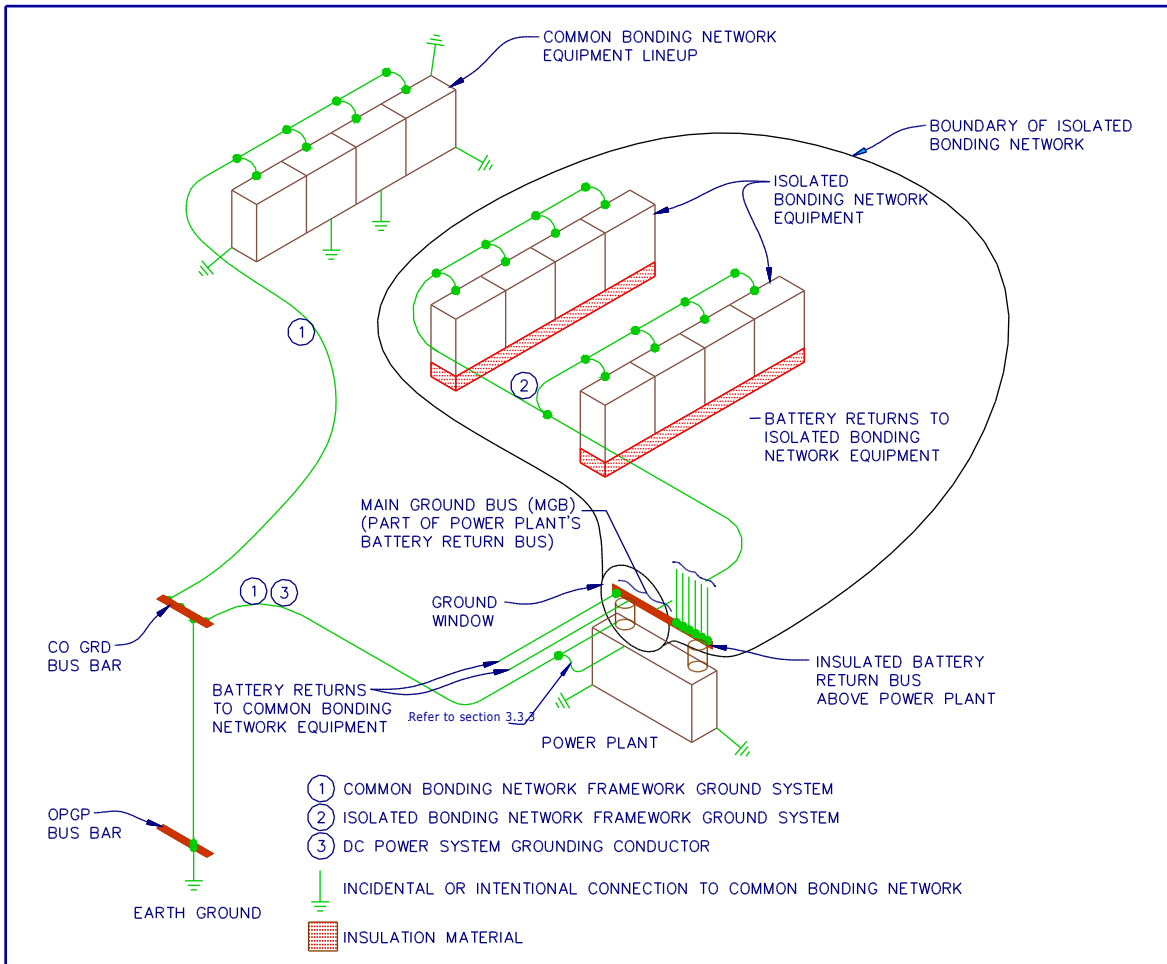 COMMON BONDING NETWORK
EQUIPMENT LINEUP
BOUNDARY OF ISOLATED
BONDING NETWORK
ISOLATED
BONDING NETWORK
EQUIPMENT
1
2
BATTERY RETURNS TO
ISOLATED BONDING
NETWORK EQUIPMENT
MAIN GROUND BUS (MGB)
(PART OF POWER PLANT'S
BATTERY RETURN BUS)
1 3
GROUND
WINDOW
CO GRD
BUS BAR
INSULATED BATTERY
RETURN BUS
ABOVE POWER PLANT
BATTERY RETURNS
TO COMMON BONDING
NETWORK EQUIPMENT
Refer to section 3.3.3
POWER PLANT
OPGP
BUS BAR
EARTH GROUND
1 COMMON BONDING NETWORK FRAMEWORK GROUND SYSTEM
2 ISOLATED BONDING NETWORK FRAMEWORK GROUND SYSTEM
3 DC POWER SYSTEM GROUNDING CONDUCTOR
INCIDENTAL OR INTENTIONAL CONNECTION TO COMMON BONDING NETWORK
INSULATION MATERIAL